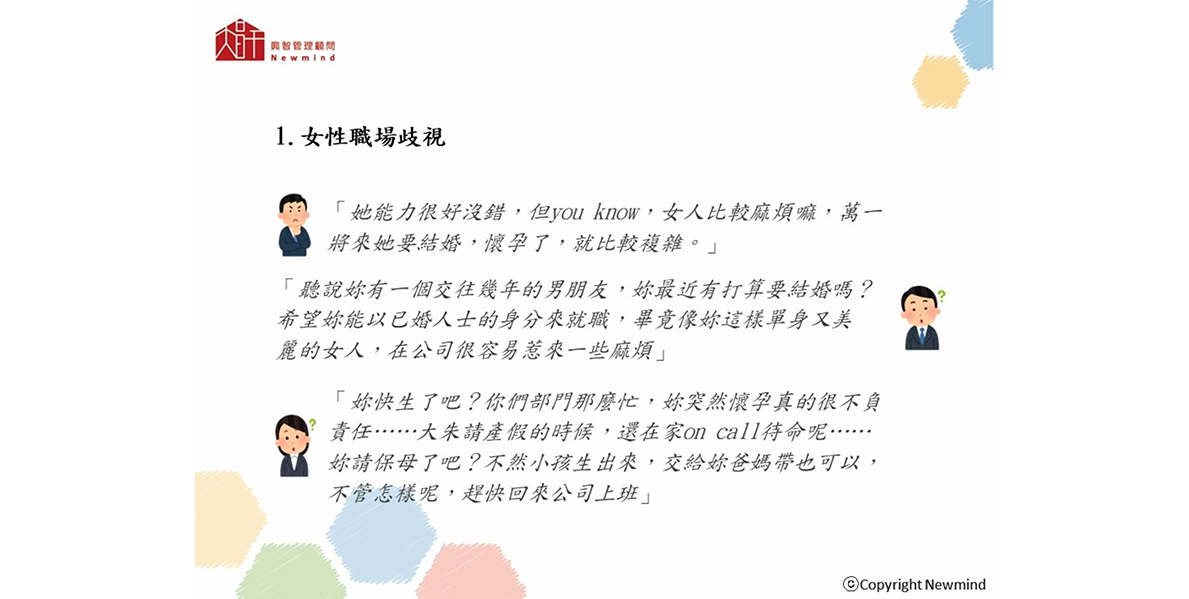 興智管理顧問
Newmind
1. 女性職場歧視
「她能力很好沒錯，但you know，女人比較麻煩嘛，萬一
將來她要結婚，懷孕了，就比較複雜。」
「聽說妳有一個交往幾年的男朋友，妳最近有打算要結婚嗎？
希望妳能以已婚人士的身分來就職，畢竟像妳這樣單身又美
麗的女人，在公司很容易惹來一些麻煩」
「妳快生了吧？你們部門那麼忙，妳突然懷孕真的很不負
責任……大朱請產假的時候，還在家on call待命呢……
妳請保母了吧？不然小孩生出來，交給妳爸媽帶也可以，
不管怎樣呢，趕快回來公司上班」
ⓒCopyright Newmind